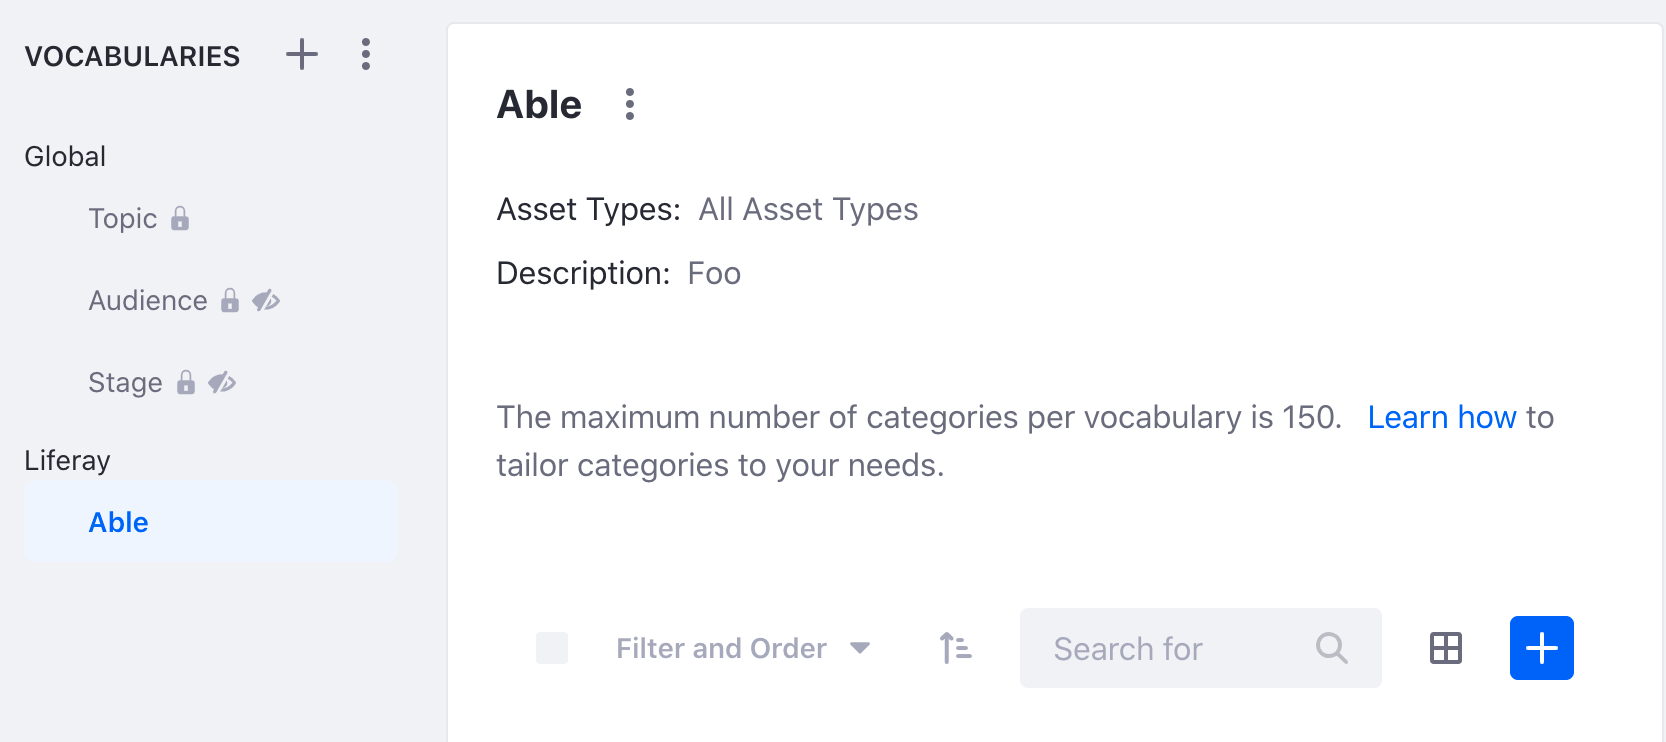 VOCABULARIES
Global
Topic
Audience
Stage
Liferay
Able
Able
Asset Types: All Asset Types
Description: Foo
The maximum number of categories per vocabulary is 150. Learn how to
tailor categories to your needs.
Filter and Order
Search for